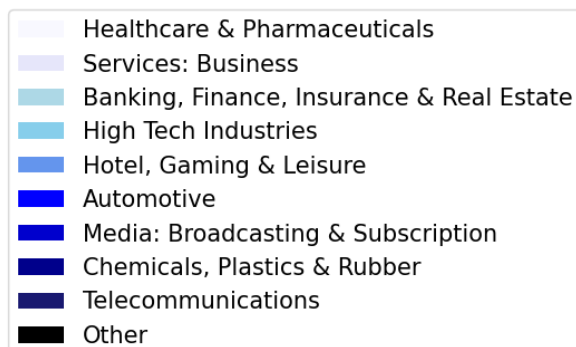 Healthcare & Pharmaceuticals
Services: Business
Banking, Finance, Insurance & Real Estate
High Tech Industries
Hotel, Gaming & Leisure
Automotive
Media: Broadcasting & Subscription
Chemicals, Plastics & Rubber
Telecommunications
Other